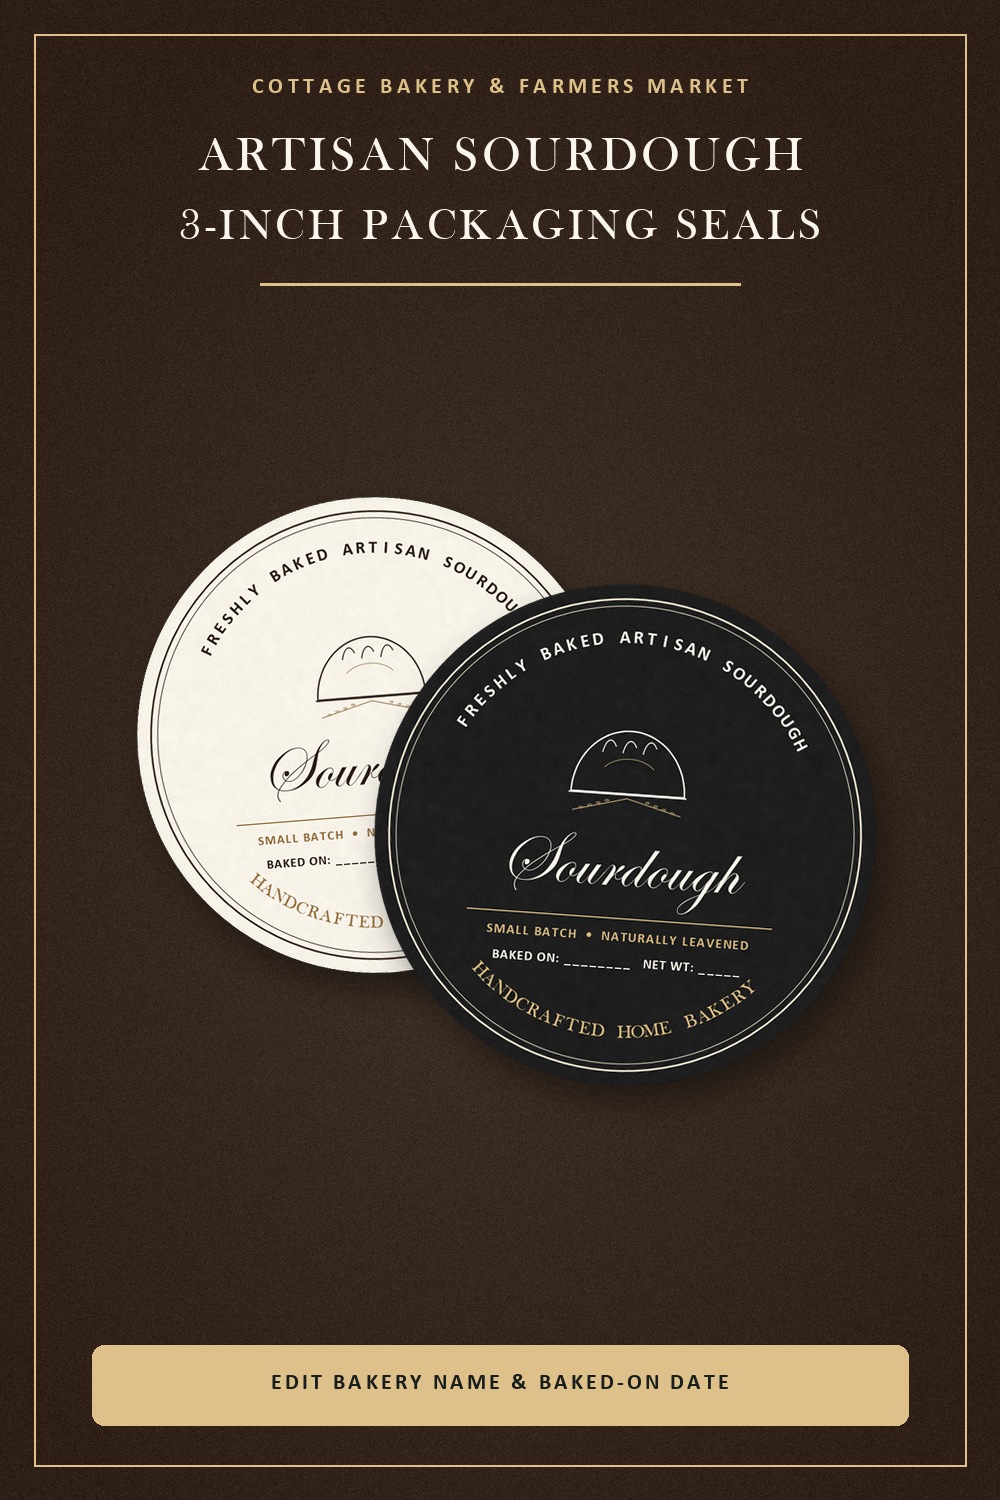 COTTAGE BAKERY & FARMERS MARKET
ARTISAN SOURDOUGH
3-INCH PACKAGING SEALS
FRESHLY BAKED ARTISAN SOURDOU
Sour
SMALL BATCH •
BAKED ON: ______
HANDCRAFTED
FRESHLY BAKED ARTISAN SOURDOUGH
Sourdough
SMALL BATCH • NATURALLY LEAVENED
BAKED ON: ________ NET WT: _____
HANDCRAFTED HOME BAKERY
EDIT BAKERY NAME & BAKED-ON DATE